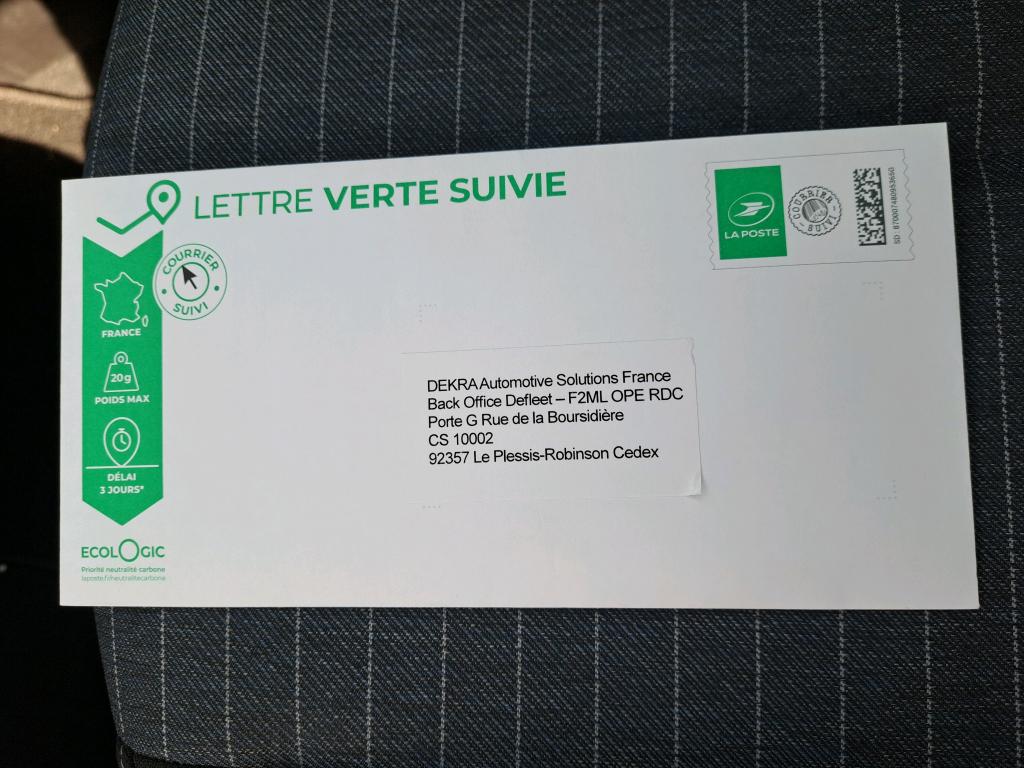 LETTRE VERTE SUIVIE
LA POSTE
COURRIER
SUIVI
SD : 87000748095365O
COURRIER
SUIVI
FRANCE
20g
POIDS MAX
DÉLAI
3 JOURS*
ECOLOGIC
Priorité neutralité carbone
laposte.fr/neutralitecarbone
DEKRA Automotive Solutions France
Back Office Defleet – F2ML OPE RDC
Porte G Rue de la Boursidière
CS 10002
92357 Le Plessis-Robinson Cedex